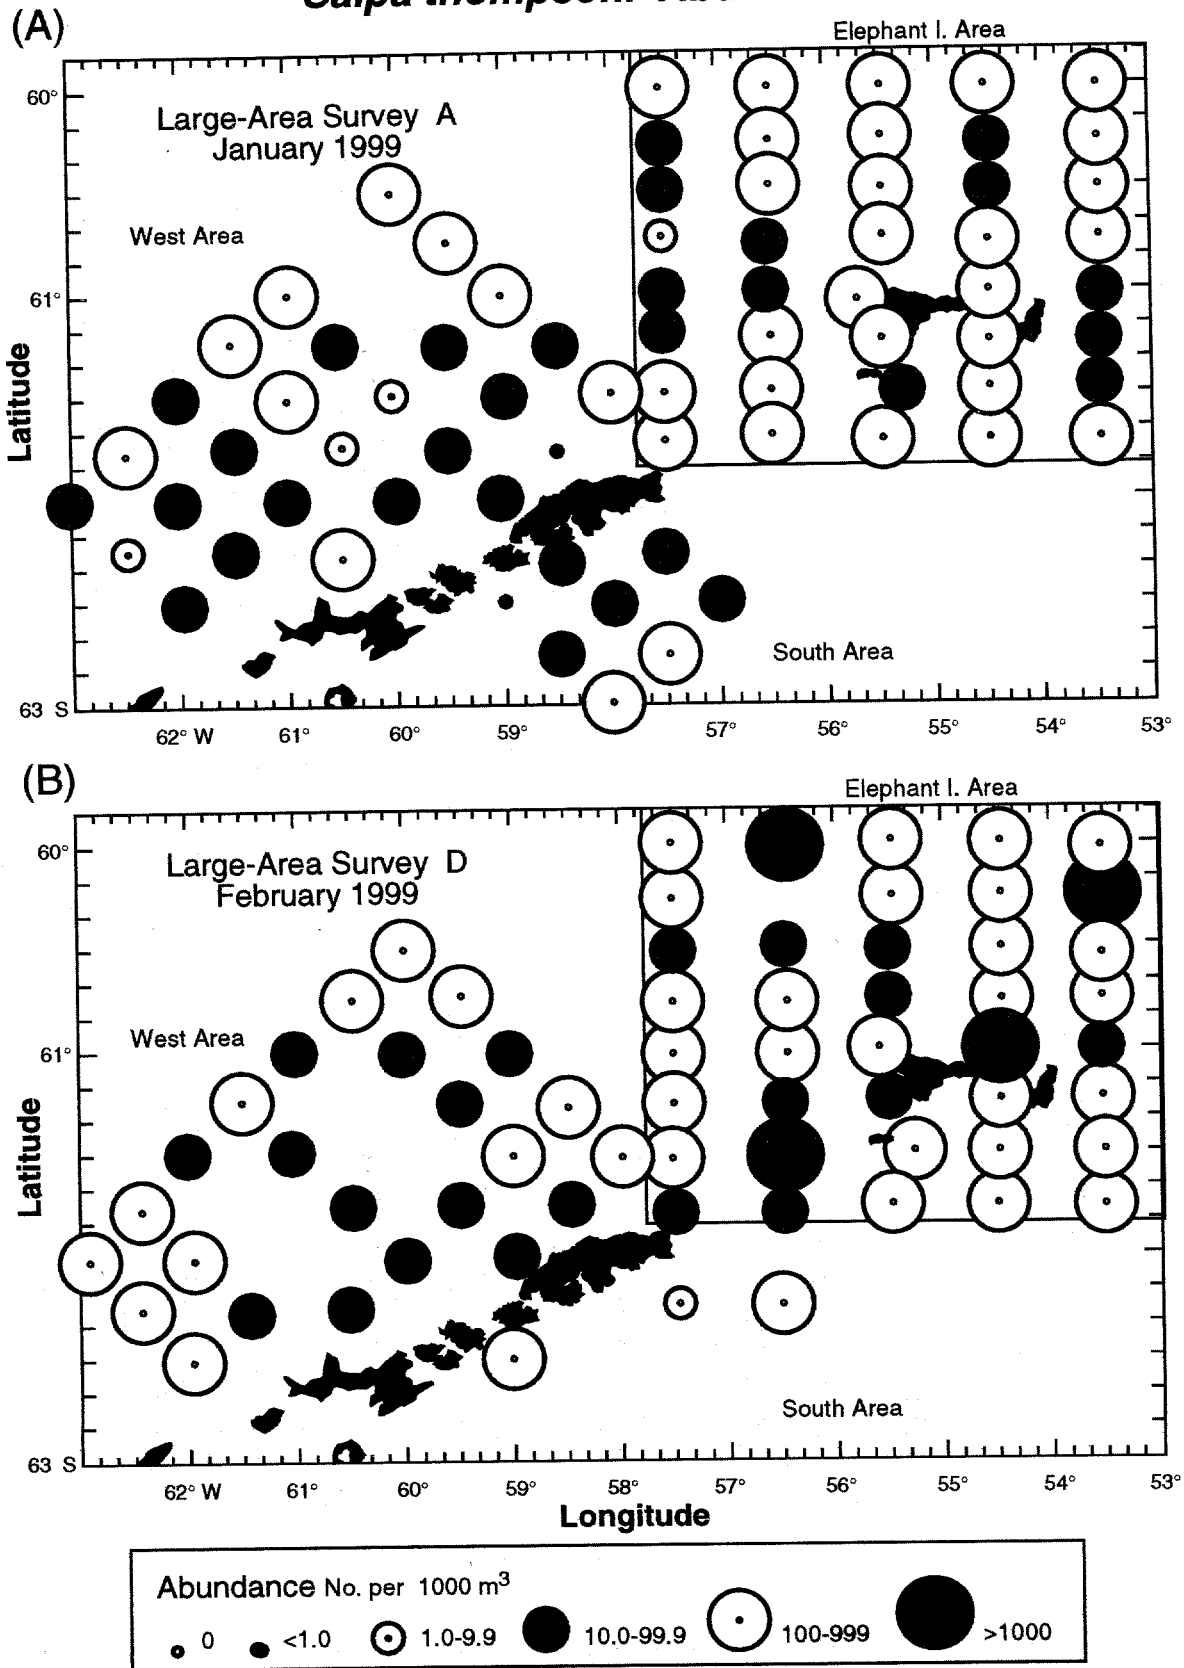 (A)
Elephant I. Area
60°
Large-Area Survey A
January 1999
West Area
61°
Latitude
South Area
63 S
62° W 61° 60° 59° 57° 56° 55° 54° 53°
(B)
Elephant I. Area
60°
Large-Area Survey D
February 1999
West Area
61°
Latitude
South Area
63 S
62° W 61° 60° 59° 58° 57° 56° 55° 54° 53°
Longitude
Abundance No. per 1000 m³
0 <1.0 1.0-9.9 10.0-99.9 100-999 >1000